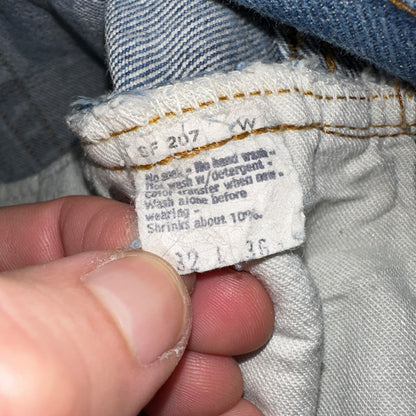 SF 207 W
No soak - No hand wash -
Hot wash w/detergent -
Color transfer when new -
Wash alone before
wearing -
Shrinks about 10%.
32 L 36